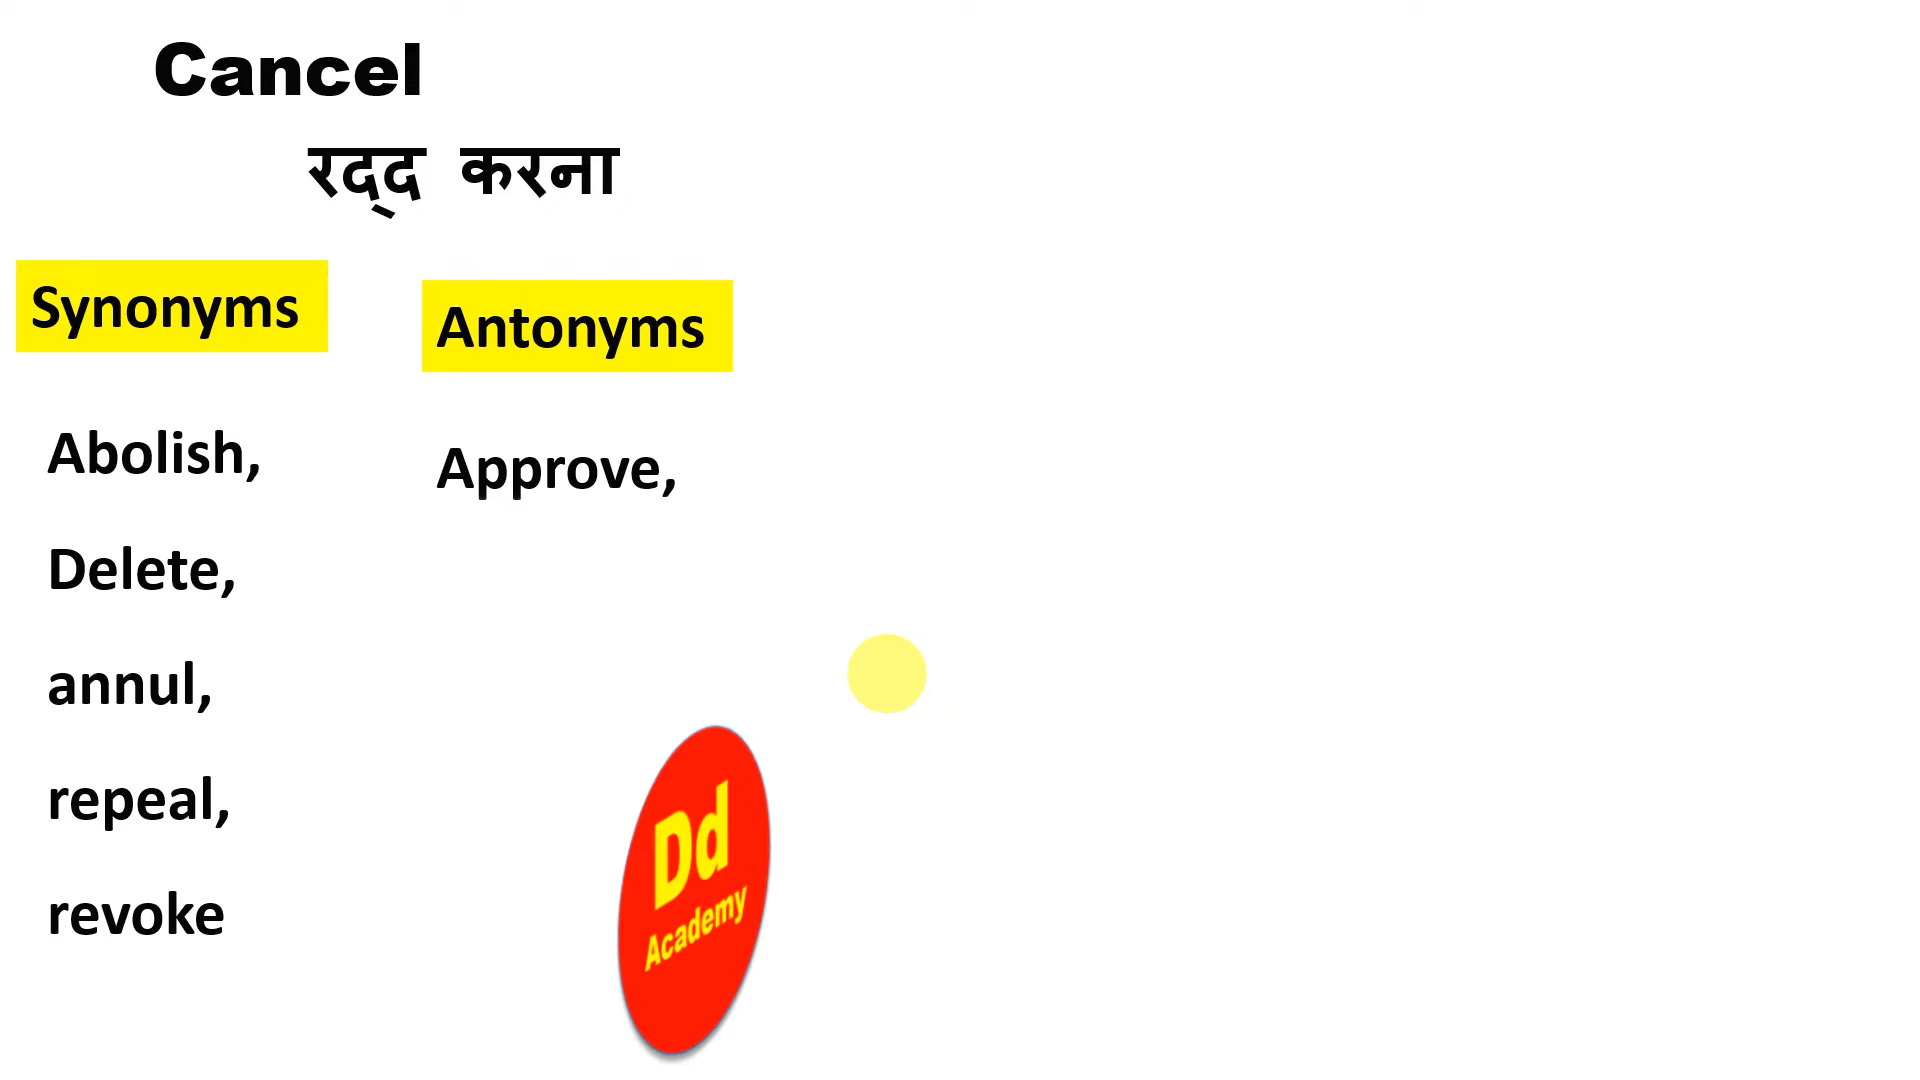 Cancel
रद्द करना
Synonyms
Antonyms
Abolish,
Approve,
Delete,
annul,
repeal,
revoke
Dd
Academy